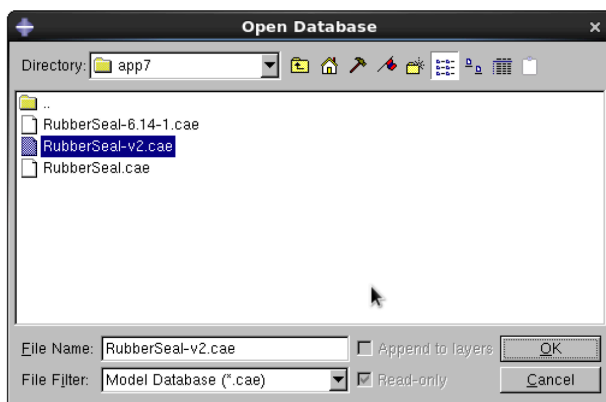 Open Database
Directory: app7
..
RubberSeal-6.14-1.cae
RubberSeal-v2.cae
RubberSeal.cae
File Name: RubberSeal-v2.cae Append to layers OK
File Filter: Model Database (*.cae) Read-only Cancel